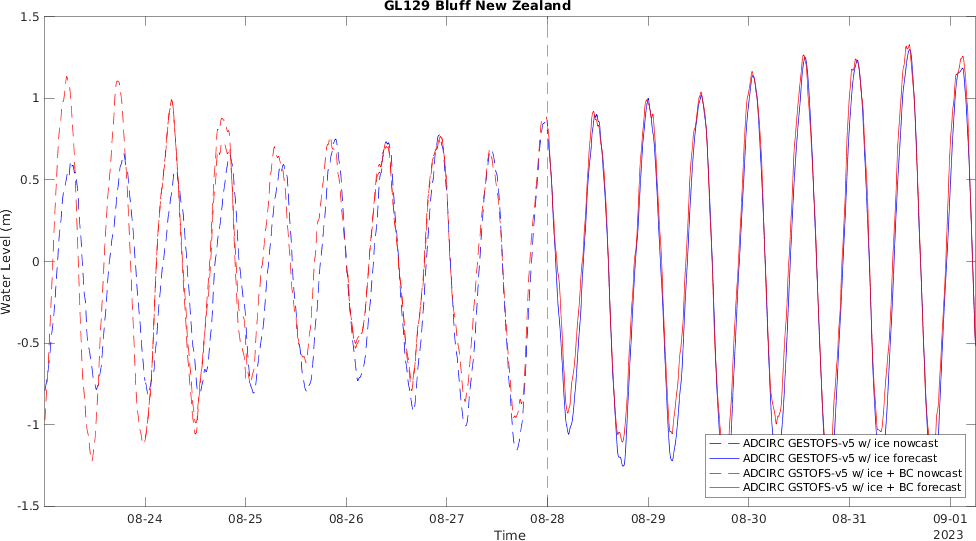 GL129 Bluff New Zealand
Water Level (m)
1.5
1
0.5
0
-0.5
-1
-1.5
08-24
08-25
08-26
08-27
08-28
08-29
08-30
08-31
09-01
2023
Time
ADCIRC GESTOFS-v5 w/ ice nowcast
ADCIRC GESTOFS-v5 w/ ice forecast
ADCIRC GSTOFS-v5 w/ ice + BC nowcast
ADCIRC GSTOFS-v5 w/ ice + BC forecast